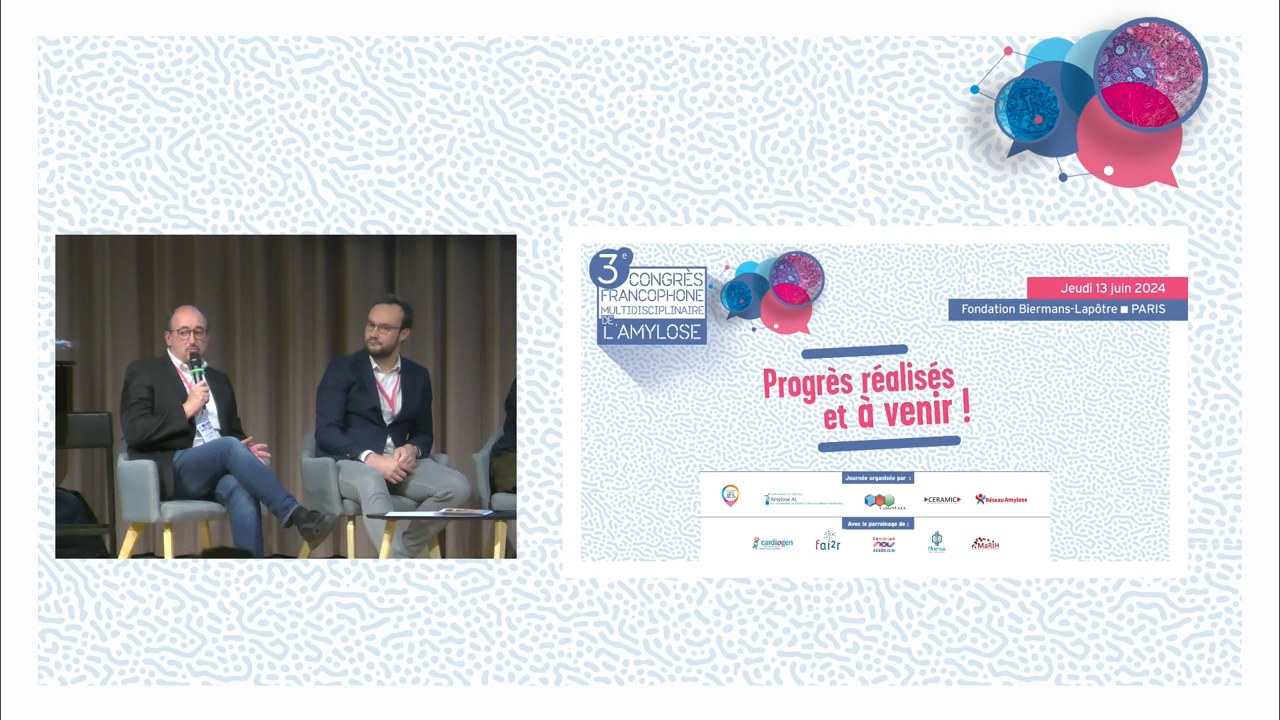 3e
CONGRÈS
FRANCOPHONE
MULTIDISCIPLINAIRE
DE
L'AMYLOSE
Jeudi 13 juin 2024
Fondation Biermans-Lapôtre ■ PARIS
Progrès réalisés
et à venir !
Journée organisée par :
Amylose AL
CERAMIC
Réseau Amylose
Avec le parrainage de :
cardiogen
fai2r
filnemus
MaRIH